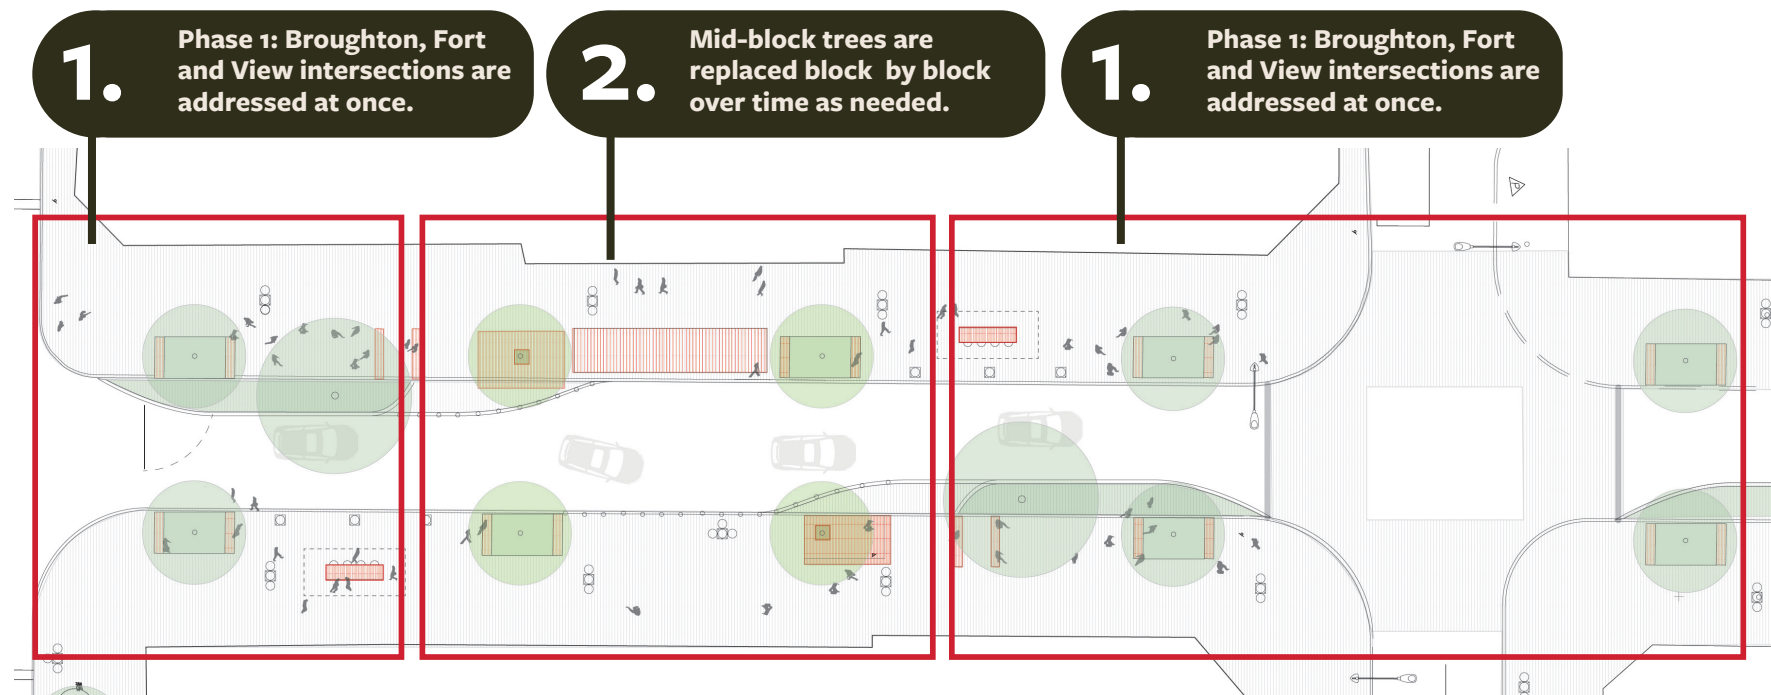 1.
Phase 1: Broughton, Fort
and View intersections are
addressed at once.
2.
Mid-block trees are
replaced block by block
over time as needed.
1.
Phase 1: Broughton, Fort
and View intersections are
addressed at once.